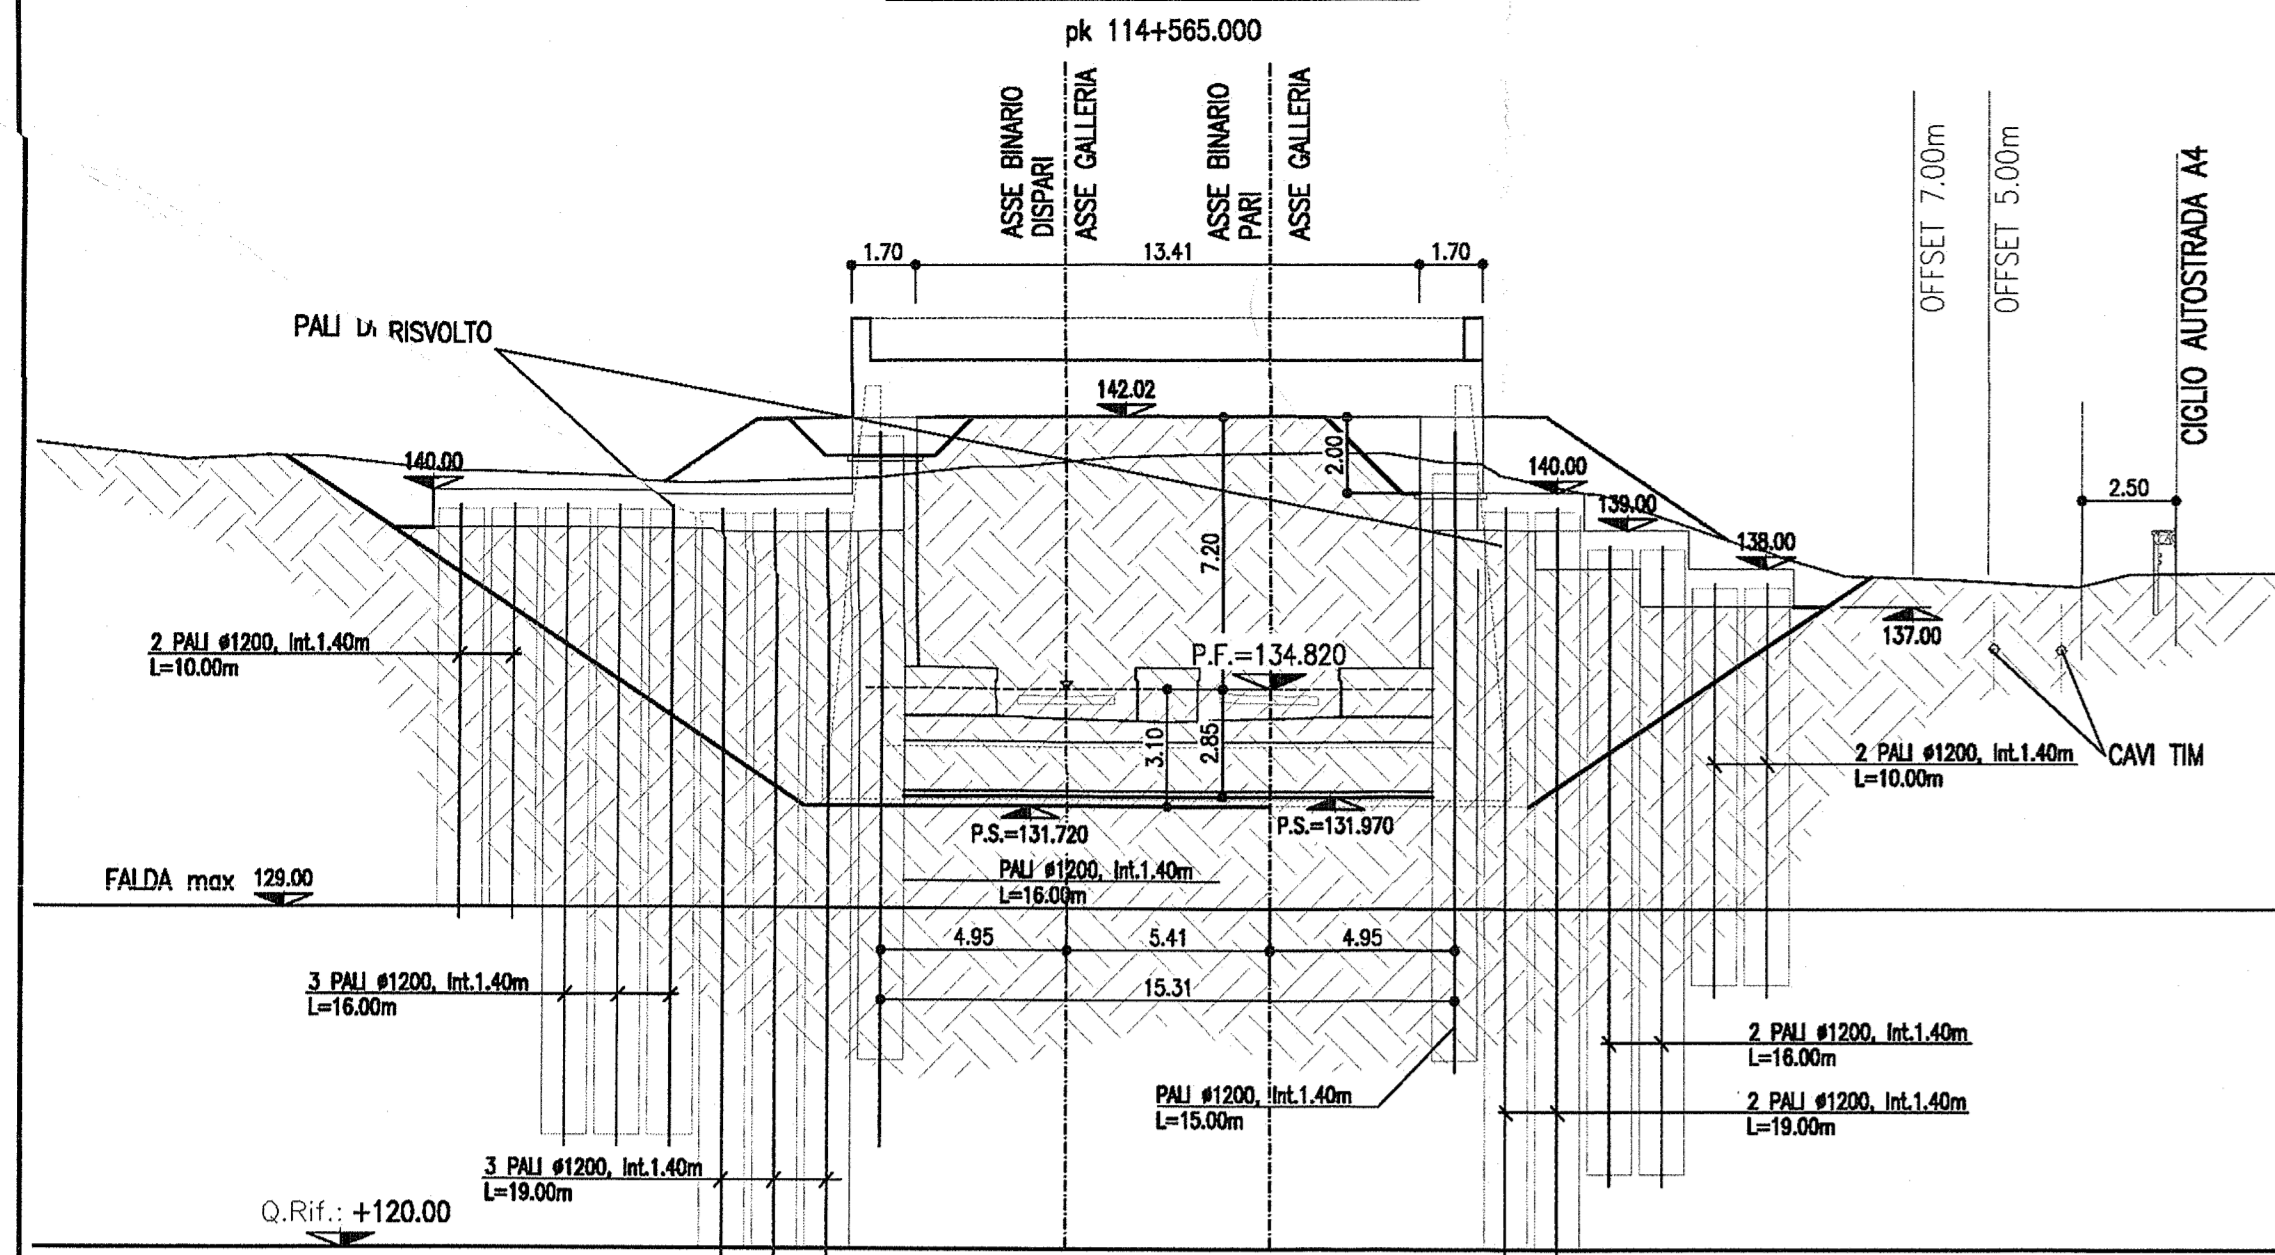 pk 114+565.000
ASSE BINARIO
DISPARI
ASSE GALLERIA
ASSE BINARIO
PARI
ASSE GALLERIA
OFFSET 7.00m
OFFSET 5.00m
CIGLIO AUTOSTRADA A4
1.70
13.41
1.70
PALI DI RISVOLTO
142.02
140.00
2.00
140.00
139.00
138.00
2.50
7.20
137.00
2 PALI ø1200, Int.1.40m
L=10.00m
P.F.=134.820
3.10
2.85
2 PALI ø1200, Int.1.40m
L=10.00m
CAVI TIM
P.S.=131.720
P.S.=131.970
PALI ø1200, Int.1.40m
L=16.00m
FALDA max 129.00
4.95
5.41
4.95
15.31
3 PALI ø1200, Int.1.40m
L=16.00m
2 PALI ø1200, Int.1.40m
L=16.00m
PALI ø1200, Int.1.40m
L=15.00m
2 PALI ø1200, Int.1.40m
L=19.00m
3 PALI ø1200, Int.1.40m
L=19.00m
Q.Rif.: +120.00